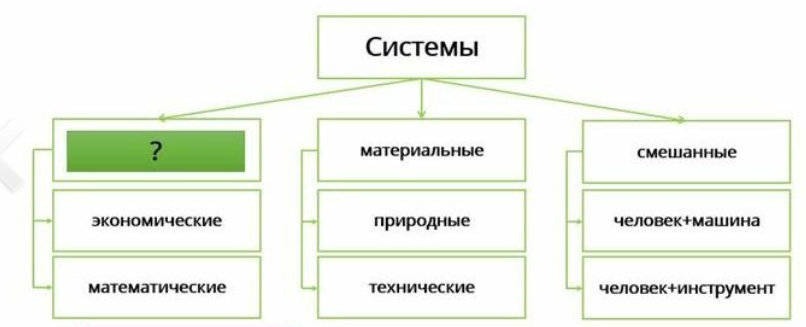 Системы
?
материальные
смешанные
экономические
природные
человек+машина
математические
технические
человек+инструмент